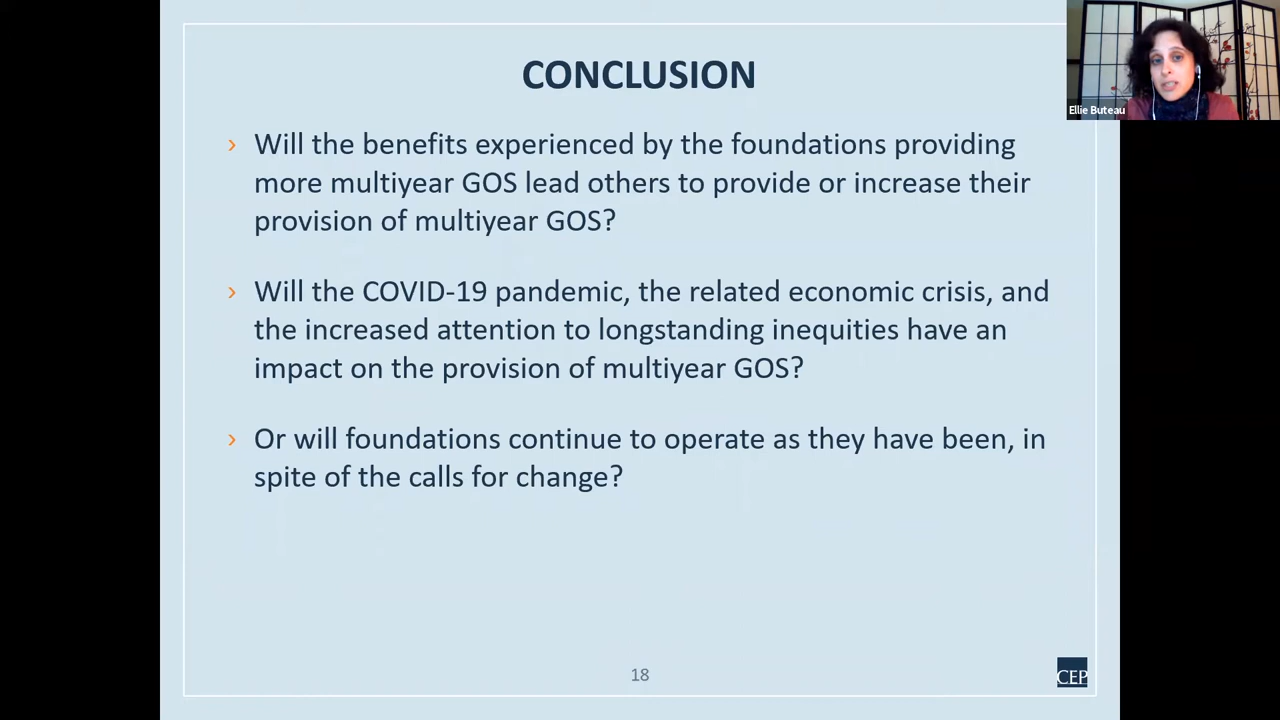 CONCLUSION
Ellie Buteau
› Will the benefits experienced by the foundations providing
more multiyear GOS lead others to provide or increase their
provision of multiyear GOS?
› Will the COVID-19 pandemic, the related economic crisis, and
the increased attention to longstanding inequities have an
impact on the provision of multiyear GOS?
› Or will foundations continue to operate as they have been, in
spite of the calls for change?
18
CEP